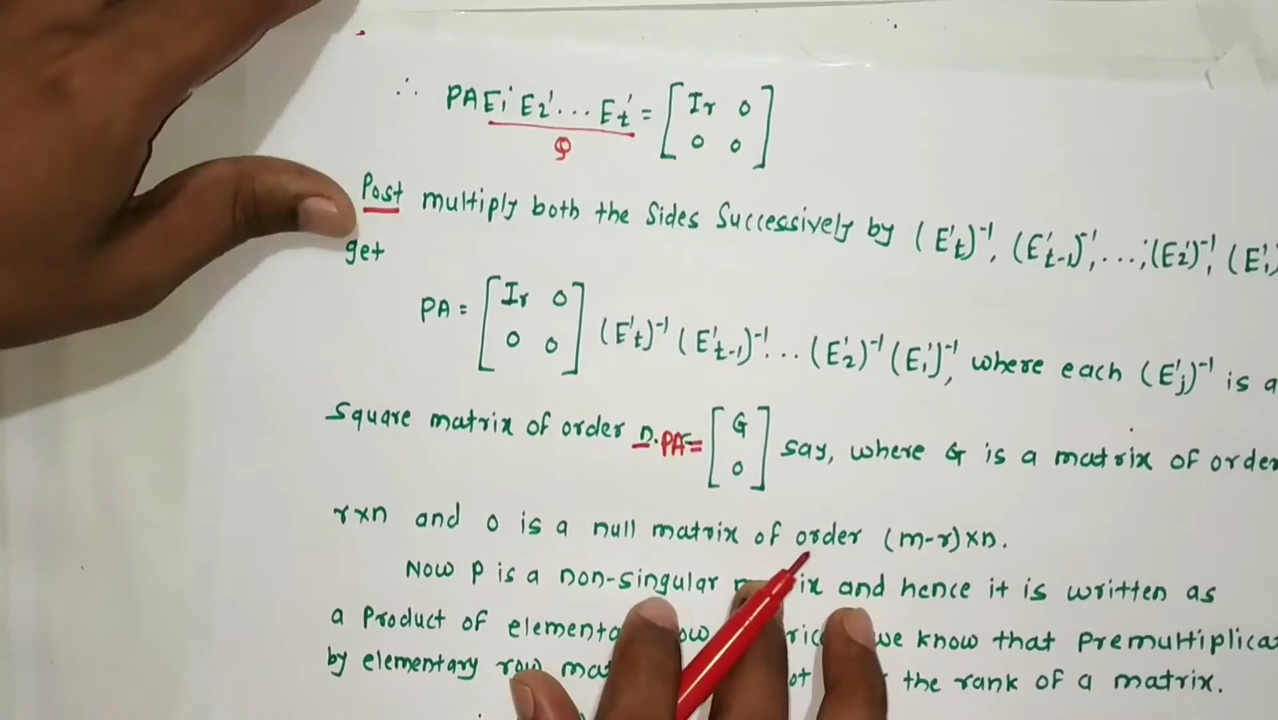 ∴ PAE₁' E₂' ... Eₜ' = [Ir 0
0 0]
Q
Post multiply both the sides successively by (E't)⁻¹, (E't-1)⁻¹, ...; (E2')⁻¹, (E1')
get
PA = [Ir 0
0 0] (E't)⁻¹ (E't-1)⁻¹ ... (E'2)⁻¹ (E1')⁻¹, where each (E'j)⁻¹ is a
Square matrix of order n. PA = [G
0] say, where G is a matrix of order
r×n and 0 is a null matrix of order (m-r)×n.
Now P is a non-singular and hence it is written as
a Product of we know that
by elementary row the rank of a matrix.